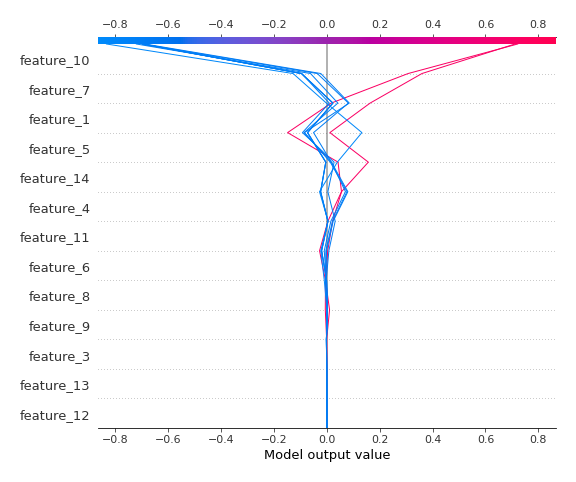 −0.8 −0.6 −0.4 −0.2 0.0 0.2 0.4 0.6 0.8
feature_10
feature_7
feature_1
feature_5
feature_14
feature_4
feature_11
feature_6
feature_8
feature_9
feature_3
feature_13
feature_12
−0.8 −0.6 −0.4 −0.2 0.0 0.2 0.4 0.6 0.8
Model output value